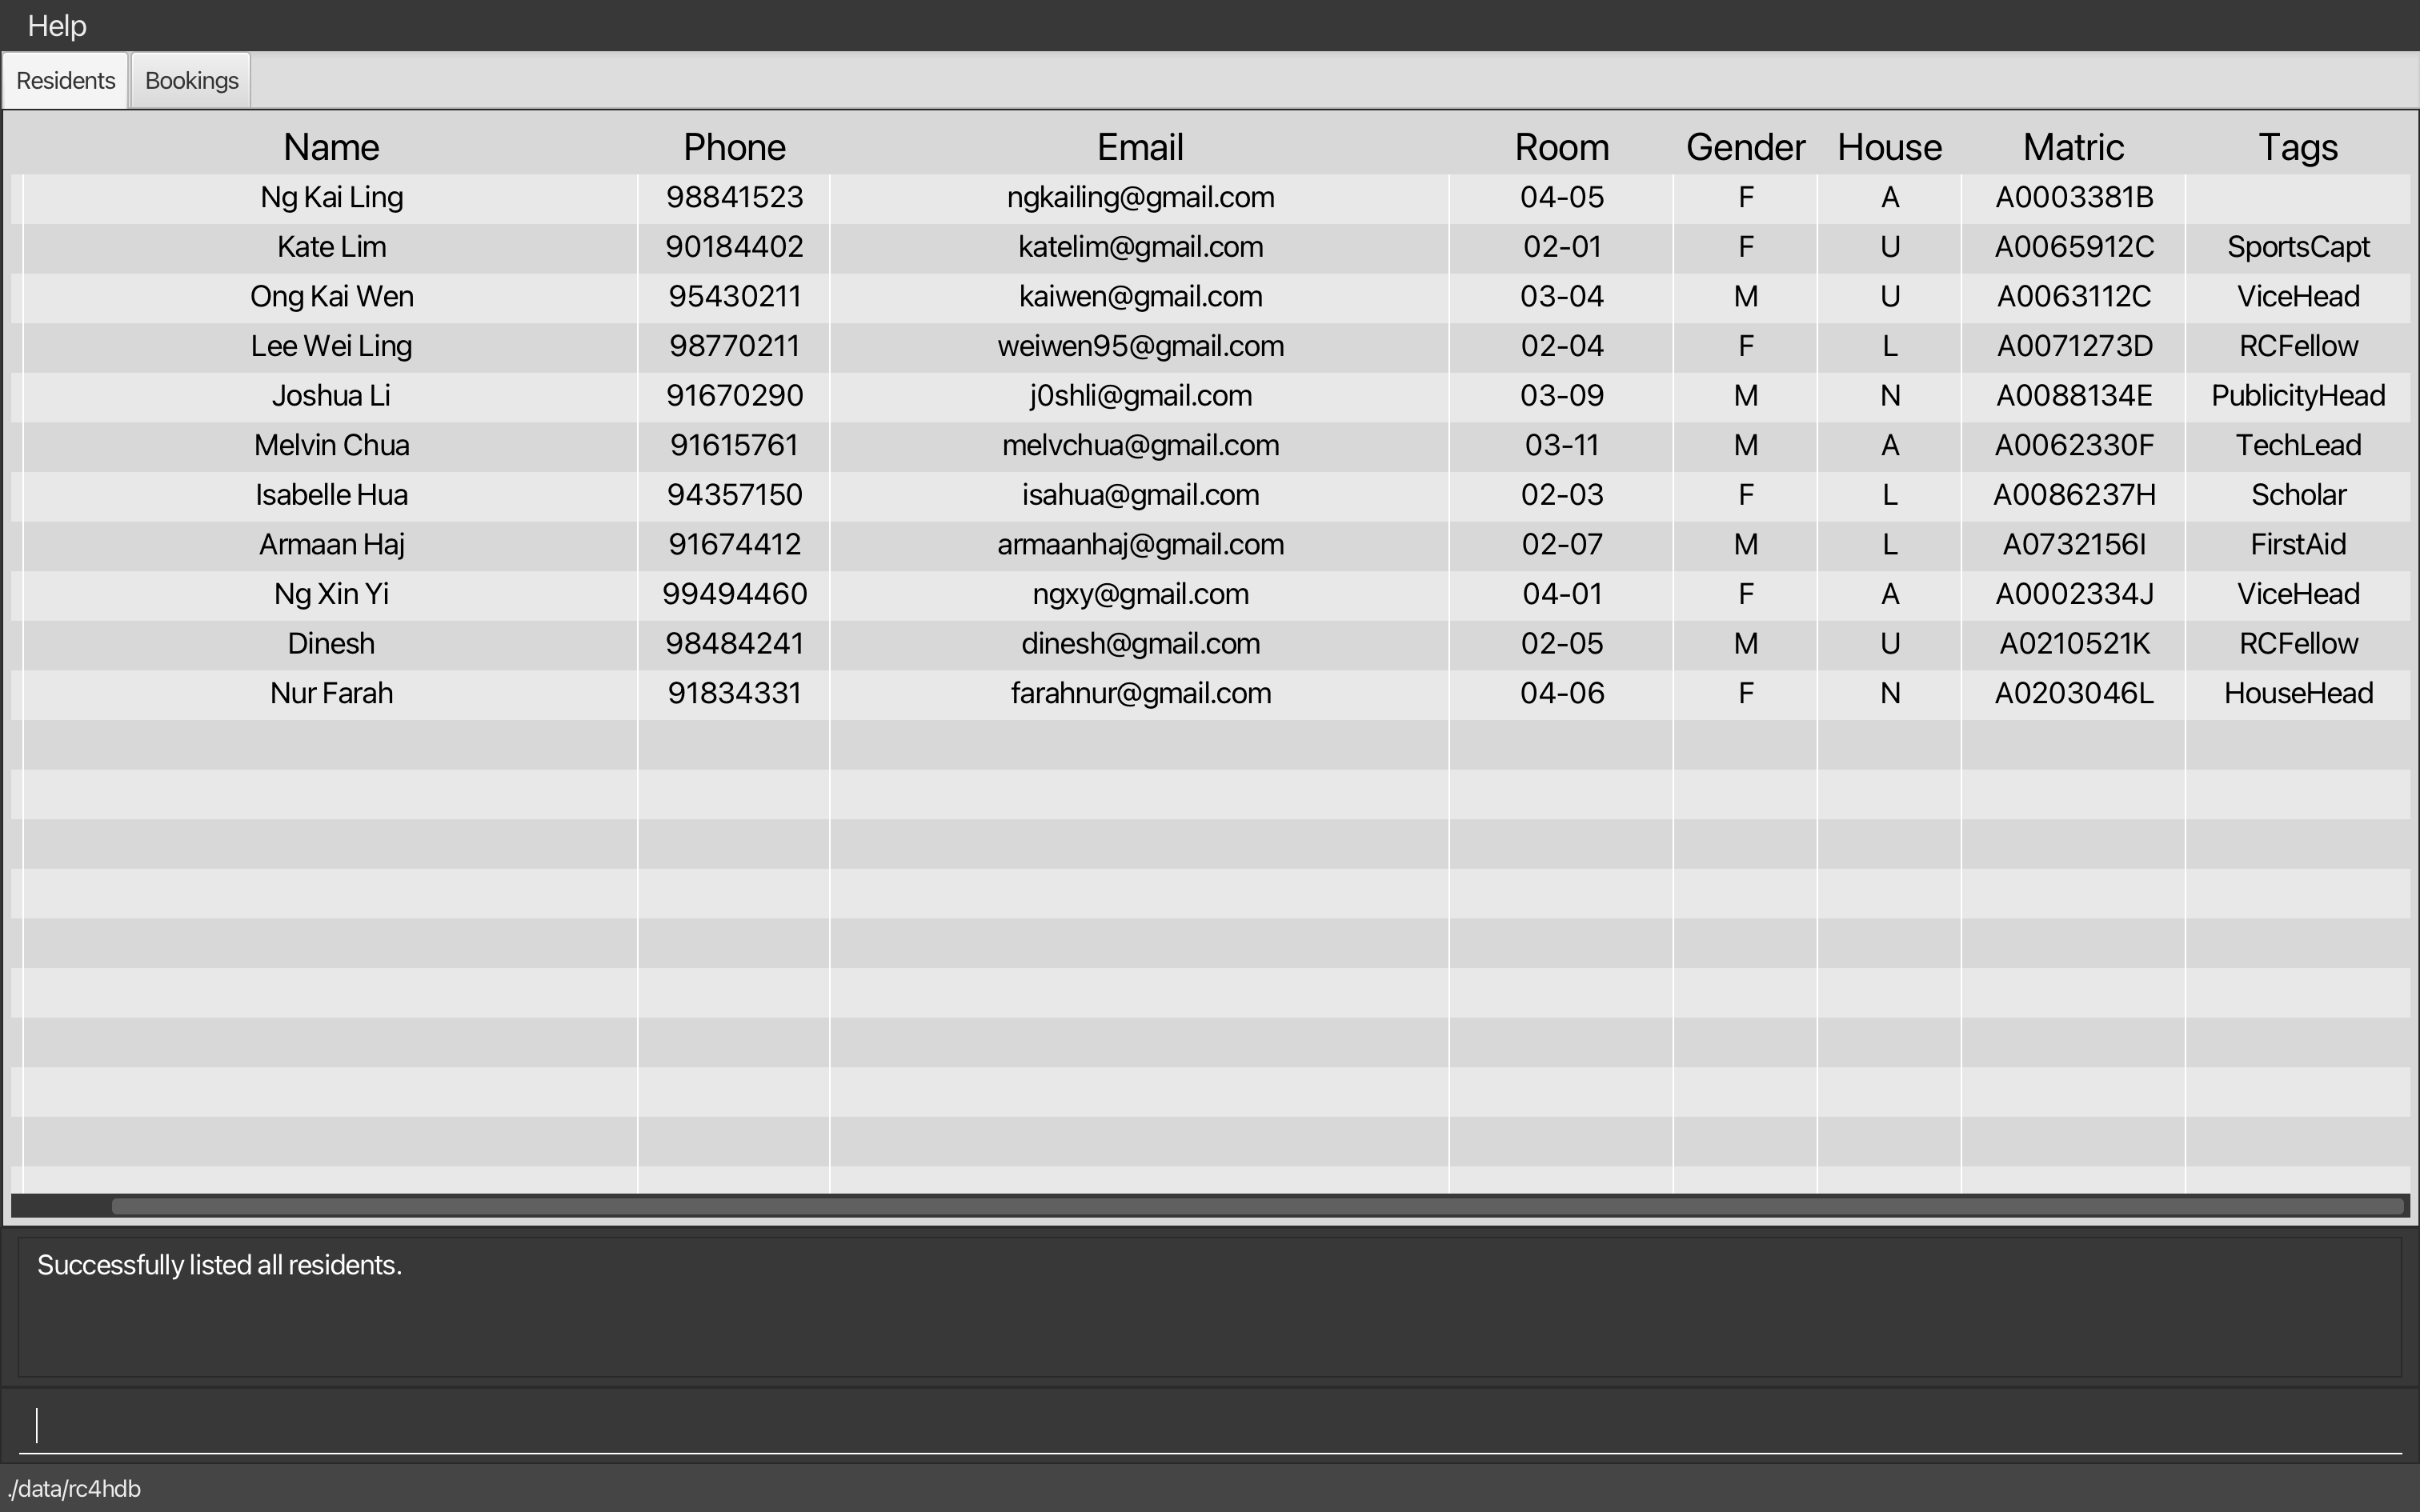 Help
Residents Bookings
Name Phone Email Room Gender House Matric Tags
Ng Kai Ling 98841523 ngkailing@gmail.com 04-05 F A A0003381B
Kate Lim 90184402 katelim@gmail.com 02-01 F U A0065912C SportsCapt
Ong Kai Wen 95430211 kaiwen@gmail.com 03-04 M U A0063112C ViceHead
Lee Wei Ling 98770211 weiwen95@gmail.com 02-04 F L A0071273D RCFellow
Joshua Li 91670290 j0shli@gmail.com 03-09 M N A0088134E PublicityHead
Melvin Chua 91615761 melvchua@gmail.com 03-11 M A A0062330F TechLead
Isabelle Hua 94357150 isahua@gmail.com 02-03 F L A0086237H Scholar
Armaan Haj 91674412 armaanhaj@gmail.com 02-07 M L A0732156I FirstAid
Ng Xin Yi 99494460 ngxy@gmail.com 04-01 F A A0002334J ViceHead
Dinesh 98484241 dinesh@gmail.com 02-05 M U A0210521K RCFellow
Nur Farah 91834331 farahnur@gmail.com 04-06 F N A0203046L HouseHead
Successfully listed all residents.
./data/rc4hdb